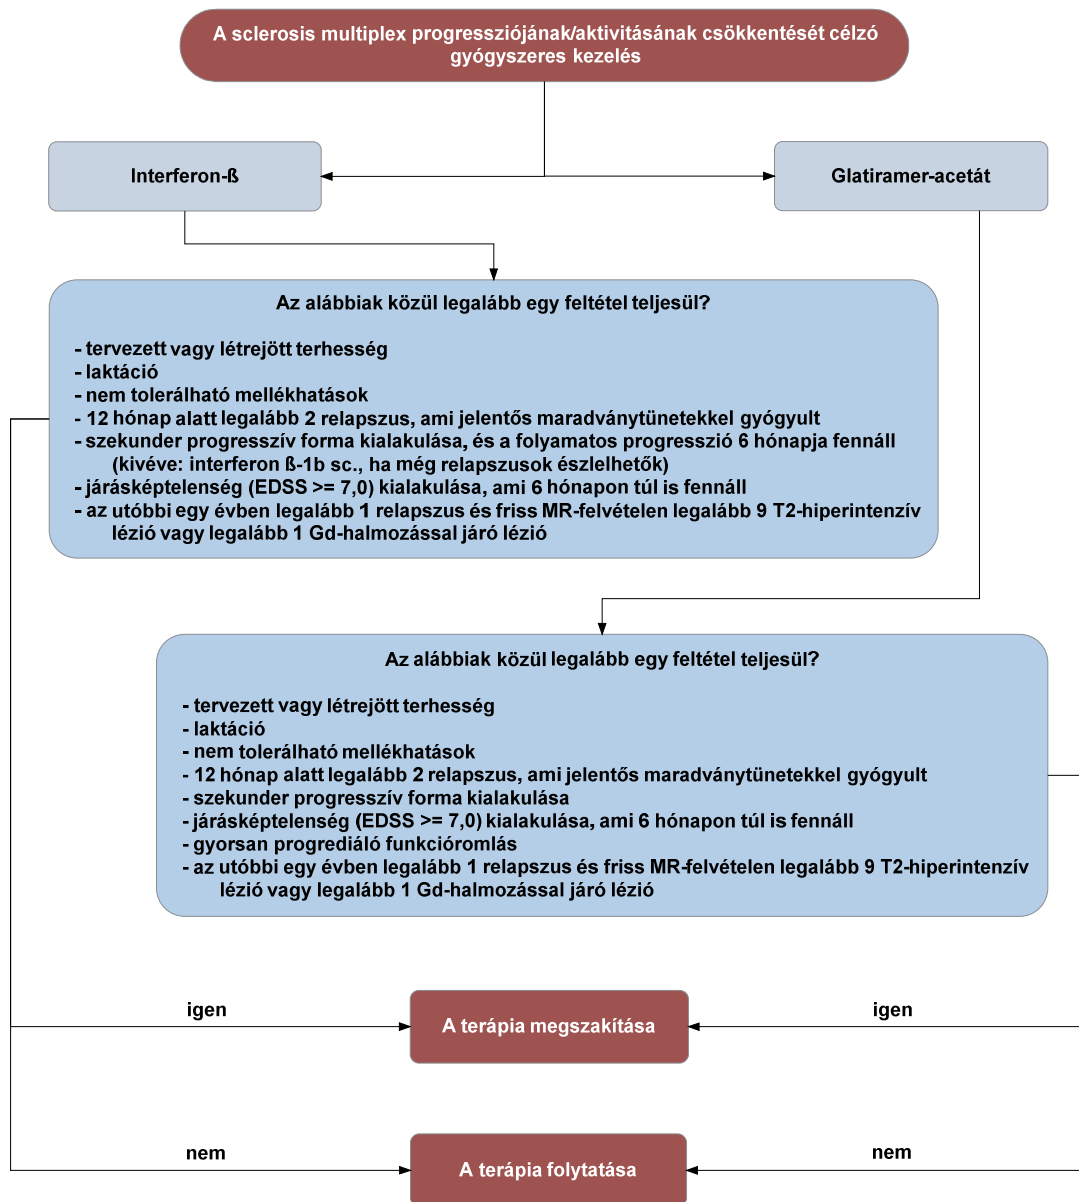 A sclerosis multiplex progressziójának/aktivitásának csökkentését célzó
gyógyszeres kezelés
Interferon-ß
Glatiramer-acetát
Az alábbiak közül legalább egy feltétel teljesül?
- tervezett vagy létrejött terhesség
- laktáció
- nem tolerálható mellékhatások
- 12 hónap alatt legalább 2 relapszus, ami jelentős maradványtünetekkel gyógyult
- szekunder progresszív forma kialakulása, és a folyamatos progresszió 6 hónapja fennáll
(kivéve: interferon ß-1b sc., ha még relapszusok észlelhetők)
- járásképtelenség (EDSS >= 7,0) kialakulása, ami 6 hónapon túl is fennáll
- az utóbbi egy évben legalább 1 relapszus és friss MR-felvételen legalább 9 T2-hiperintenzív
lézió vagy legalább 1 Gd-halmozással járó lézió
Az alábbiak közül legalább egy feltétel teljesül?
- tervezett vagy létrejött terhesség
- laktáció
- nem tolerálható mellékhatások
- 12 hónap alatt legalább 2 relapszus, ami jelentős maradványtünetekkel gyógyult
- szekunder progresszív forma kialakulása
- járásképtelenség (EDSS >= 7,0) kialakulása, ami 6 hónapon túl is fennáll
- gyorsan progrediáló funkcióromlás
- az utóbbi egy évben legalább 1 relapszus és friss MR-felvételen legalább 9 T2-hiperintenzív
lézió vagy legalább 1 Gd-halmozással járó lézió
igen
A terápia megszakítása
igen
nem
A terápia folytatása
nem